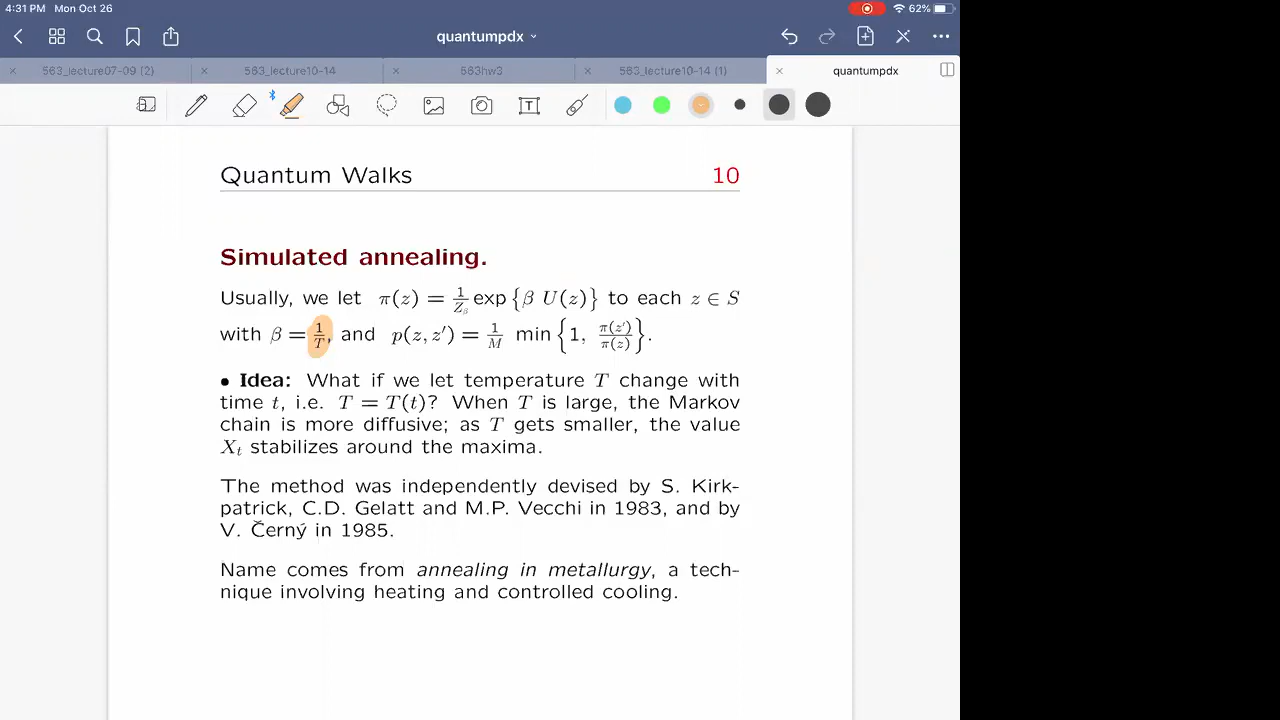 4:31 PM Mon Oct 26 62%
quantumpdx
563_lecture07-09 (2) 563_lecture10-14 563hw3 563_lecture10-14 (1) quantumpdx
T
Quantum Walks 10
Simulated annealing.
Usually, we let π(z) = 1/Z_β exp{β U(z)} to each z ∈ S
with β = 1/T, and p(z, z′) = 1/M min{1, π(z′)/π(z)}.
• Idea: What if we let temperature T change with
time t, i.e. T = T(t)? When T is large, the Markov
chain is more diffusive; as T gets smaller, the value
X_t stabilizes around the maxima.
The method was independently devised by S. Kirk-
patrick, C.D. Gelatt and M.P. Vecchi in 1983, and by
V. Černý in 1985.
Name comes from annealing in metallurgy, a tech-
nique involving heating and controlled cooling.